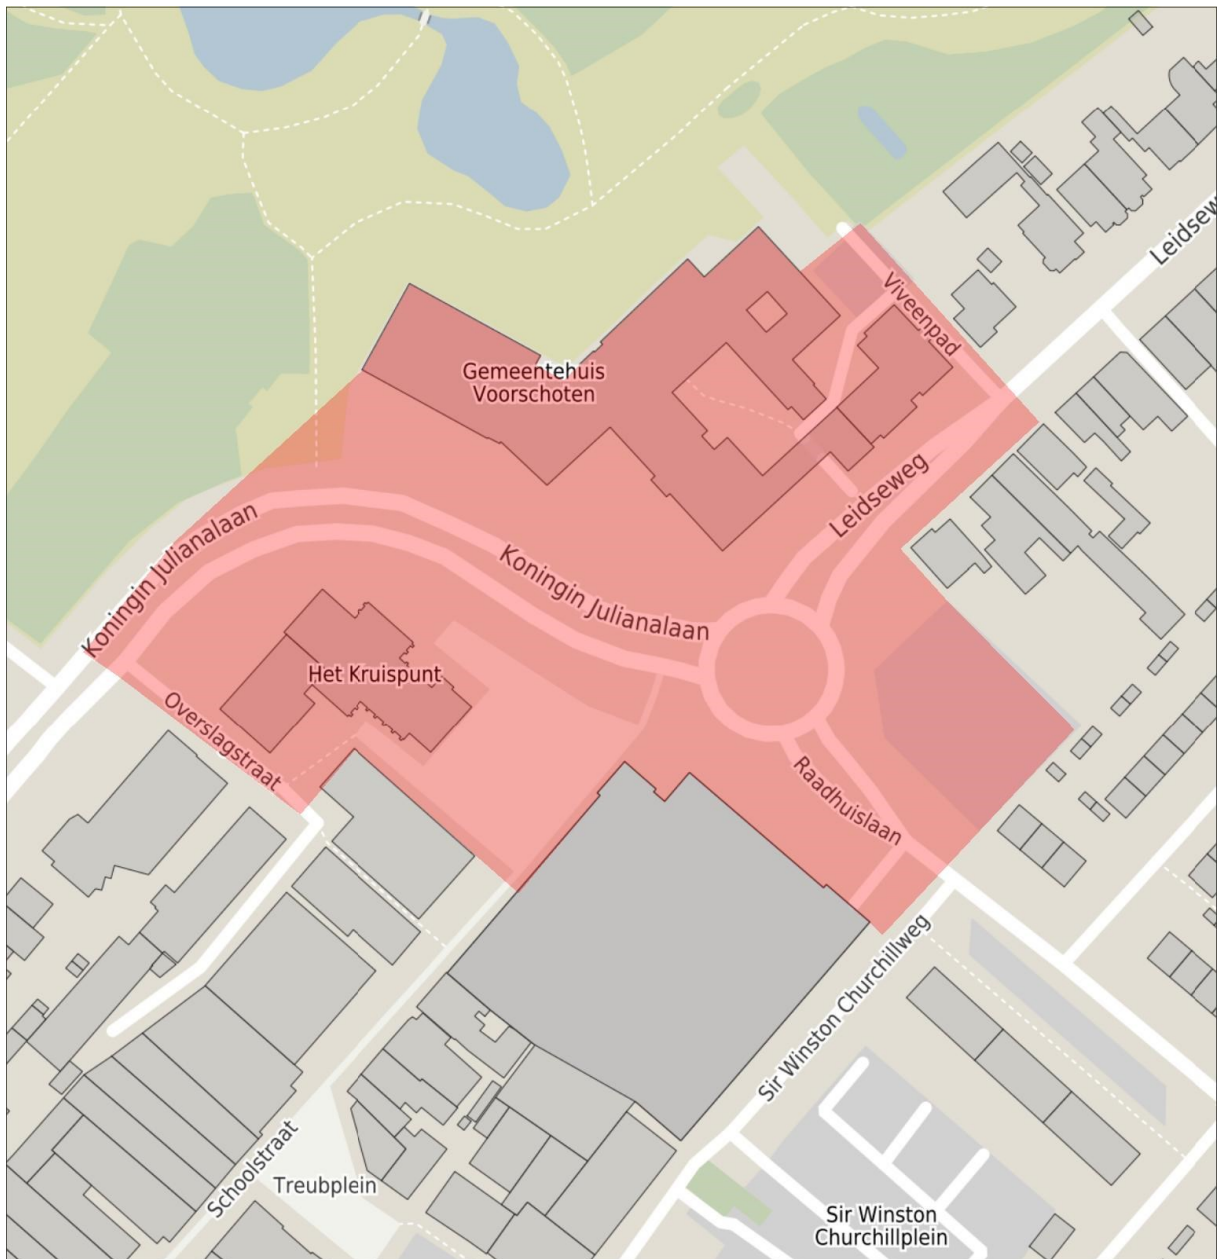 Leidsew
Viveenpad
Gemeentehuis
Voorschoten
Leidseweg
Koningin Julianalaan
Koningin Julianalaan
Het Kruispunt
Overslagstraat
Raadhuislaan
Sir Winston Churchillweg
Schoolstraat
Treubplein
Sir Winston
Churchillplein